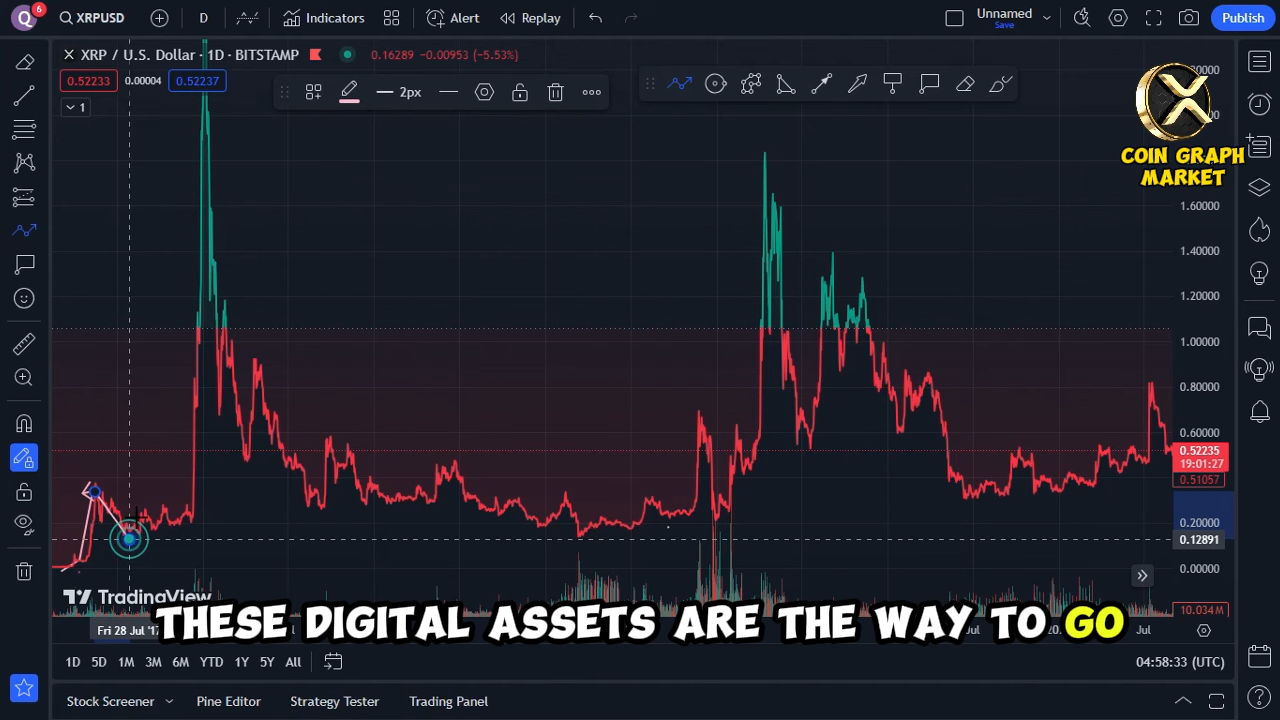 Q
6
XRPUSD
D
Indicators
Alert
Replay
Unnamed
Save
Publish
XRP / U.S. Dollar · 1D · BITSTAMP
0.16289 −0.00953 (−5.53%)
0.52233
0.00004
0.52237
1
2px
COIN GRAPH
MARKET
1.60000
1.40000
1.20000
1.00000
0.80000
0.60000
0.52235
19:01:27
0.51057
0.20000
0.12891
0.00000
10.034M
TradingView
THESE DIGITAL ASSETS ARE THE WAY TO GO
Fri 28 Jul '17
Jul
Jul
1D 5D 1M 3M 6M YTD 1Y 5Y All
04:58:33 (UTC)
Stock Screener
Pine Editor
Strategy Tester
Trading Panel